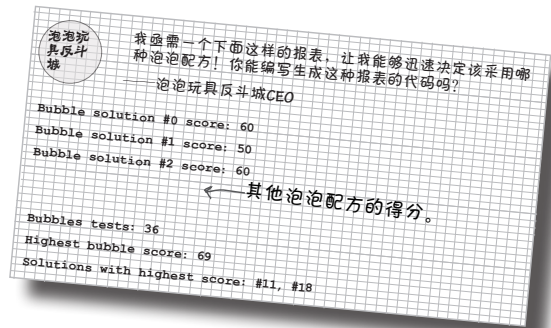 泡泡玩
具反斗
城
我亟需一个下面这样的报表，让我能够迅速决定该采用哪
种泡泡配方！你能编写生成这种报表的代码吗？
——泡泡玩具反斗城CEO
Bubble solution #0 score: 60
Bubble solution #1 score: 50
Bubble solution #2 score: 60
其他泡泡配方的得分。
Bubbles tests: 36
Highest bubble score: 69
Solutions with highest score: #11, #18